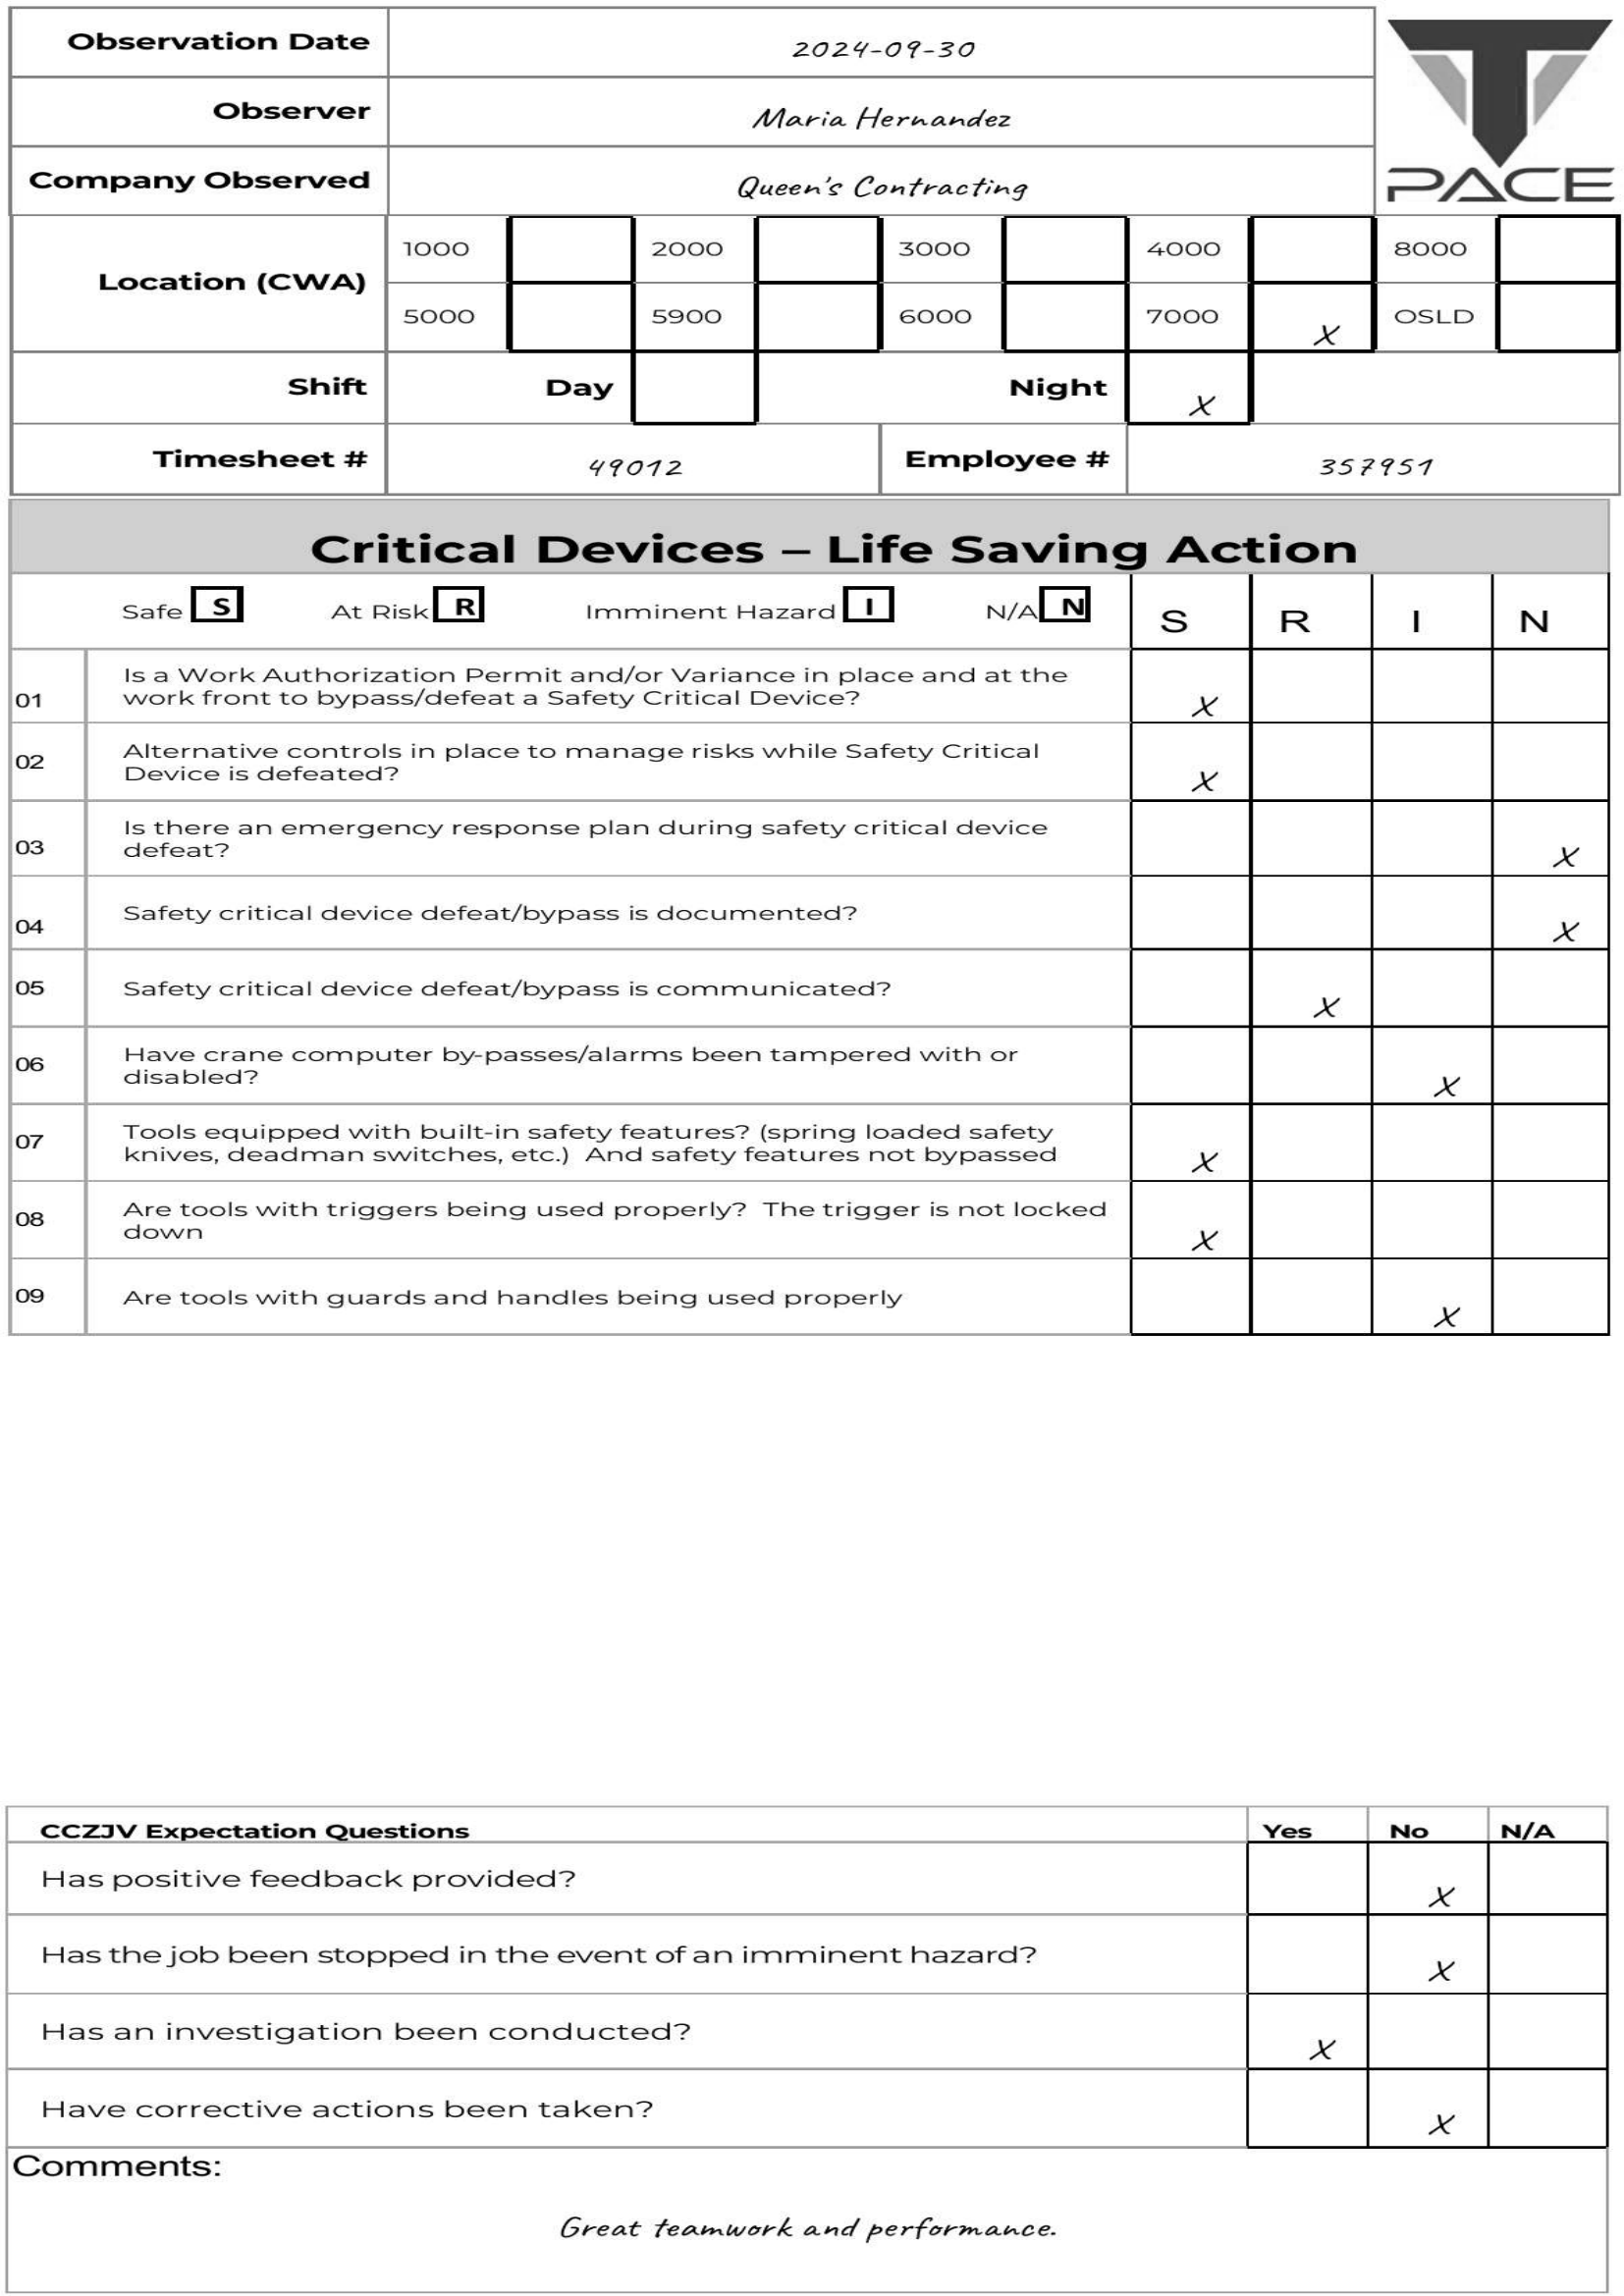 Observation Date 2024-09-30
Observer Maria Hernandez
Company Observed Queen's Contracting
PACE
Location (CWA)
1000 2000 3000 4000 8000
5000 5900 6000 7000 X OSLD
Shift Day Night X
Timesheet # 49012 Employee # 357951
Critical Devices – Life Saving Action
Safe S At Risk R Imminent Hazard I N/A N S R I N
01 Is a Work Authorization Permit and/or Variance in place and at the
work front to bypass/defeat a Safety Critical Device? X
02 Alternative controls in place to manage risks while Safety Critical
Device is defeated? X
03 Is there an emergency response plan during safety critical device
defeat? X
04 Safety critical device defeat/bypass is documented? X
05 Safety critical device defeat/bypass is communicated? X
06 Have crane computer by-passes/alarms been tampered with or
disabled? X
07 Tools equipped with built-in safety features? (spring loaded safety
knives, deadman switches, etc.) And safety features not bypassed X
08 Are tools with triggers being used properly? The trigger is not locked
down X
09 Are tools with guards and handles being used properly X
CCZJV Expectation Questions Yes No N/A
Has positive feedback provided? X
Has the job been stopped in the event of an imminent hazard? X
Has an investigation been conducted? X
Have corrective actions been taken? X
Comments:
Great teamwork and performance.